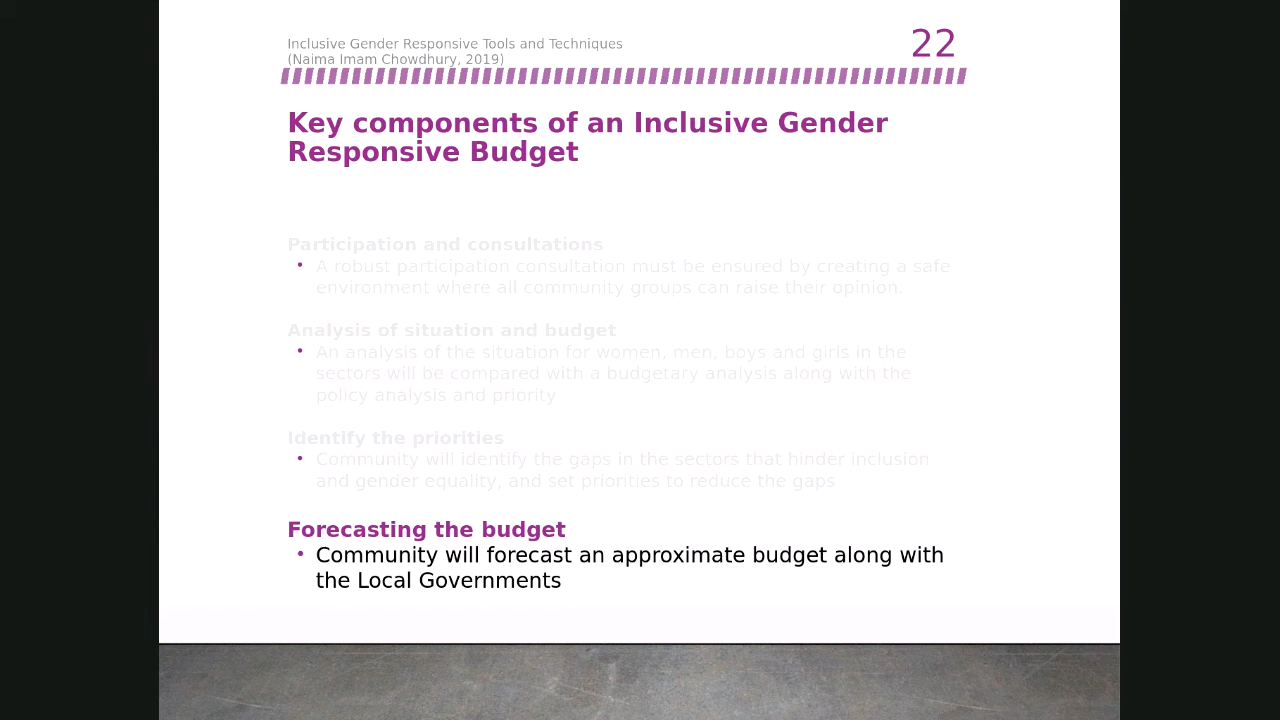 Inclusive Gender Responsive Tools and Techniques
(Naima Imam Chowdhury, 2019)
22
Key components of an Inclusive Gender
Responsive Budget
Participation and consultations
• A robust participation consultation must be ensured by creating a safe
environment where all community groups can raise their opinion.
Analysis of situation and budget
• An analysis of the situation for women, men, boys and girls in the
sectors will be compared with a budgetary analysis along with the
policy analysis and priority
Identify the priorities
• Community will identify the gaps in the sectors that hinder inclusion
and gender equality, and set priorities to reduce the gaps
Forecasting the budget
• Community will forecast an approximate budget along with
the Local Governments